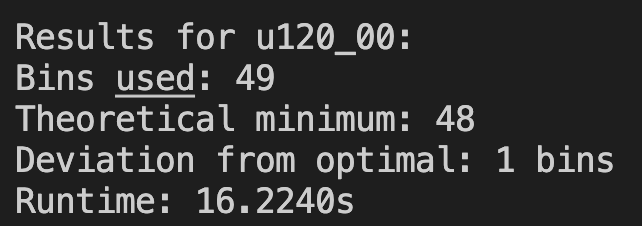 Results for u120_00:
Bins used: 49
Theoretical minimum: 48
Deviation from optimal: 1 bins
Runtime: 16.2240s